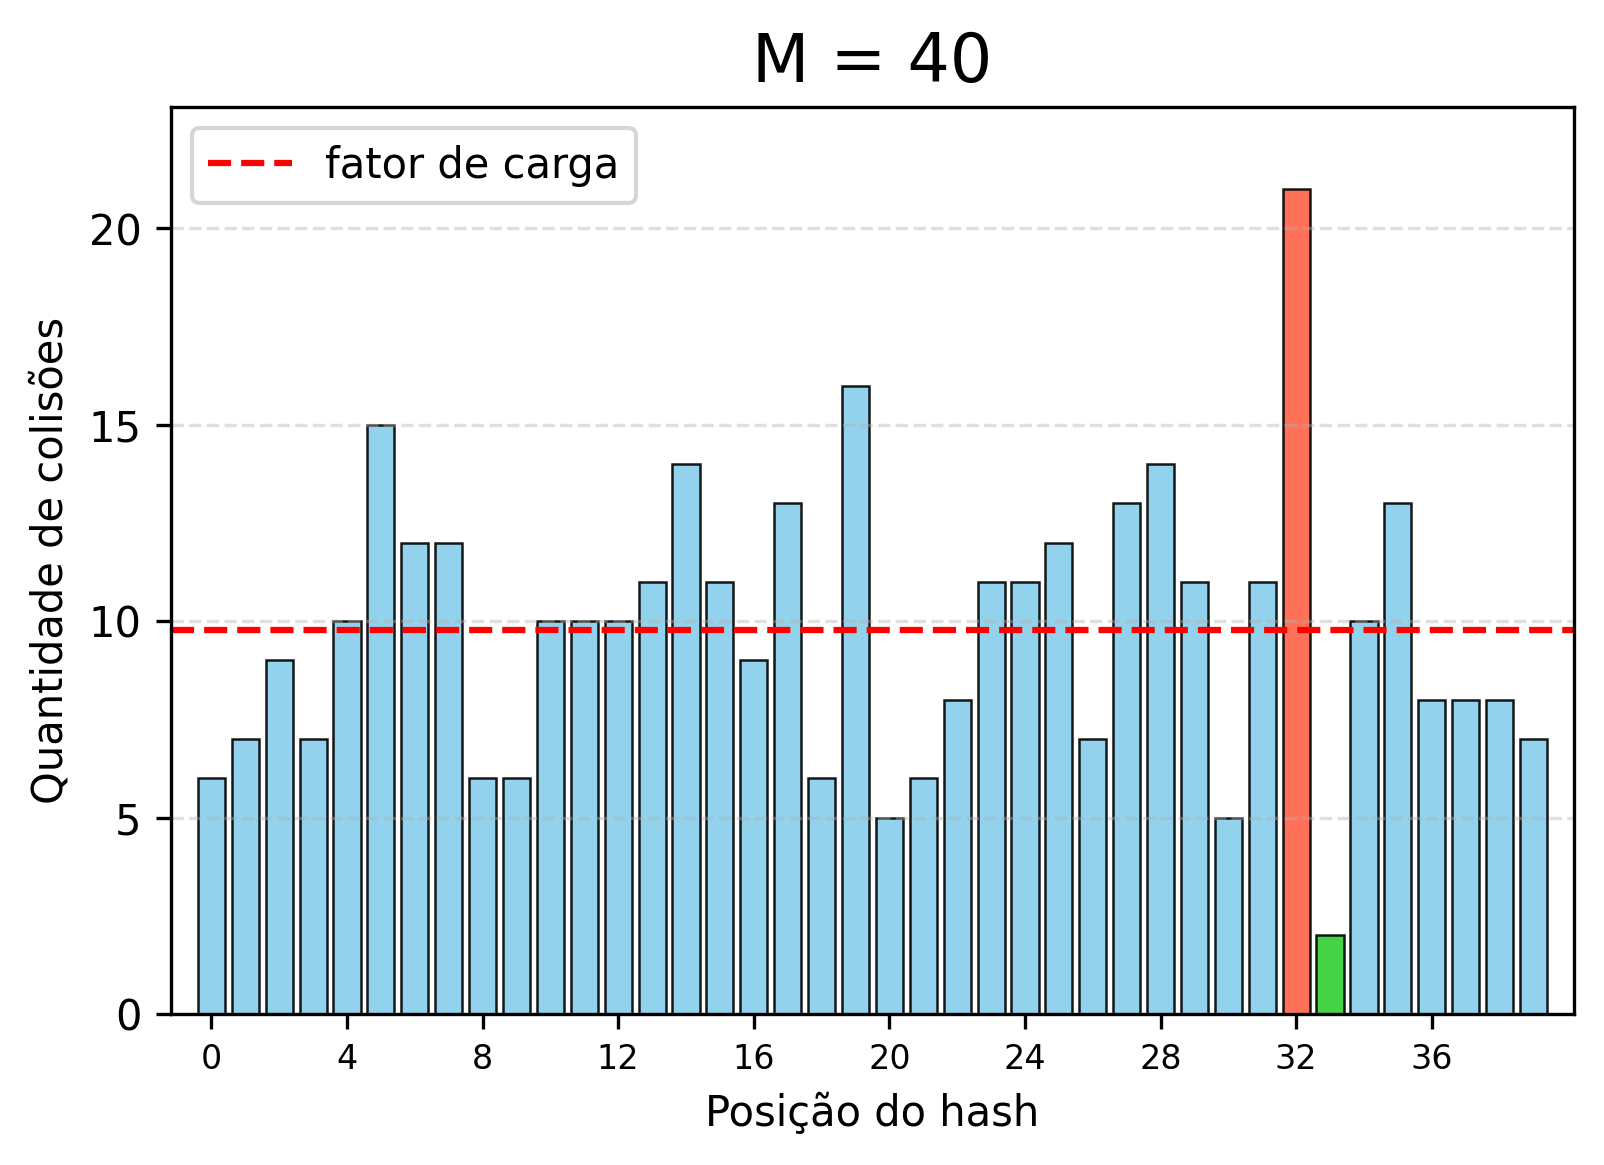 M = 40
fator de carga
Quantidade de colisões
20
15
10
5
0
0 4 8 12 16 20 24 28 32 36
Posição do hash